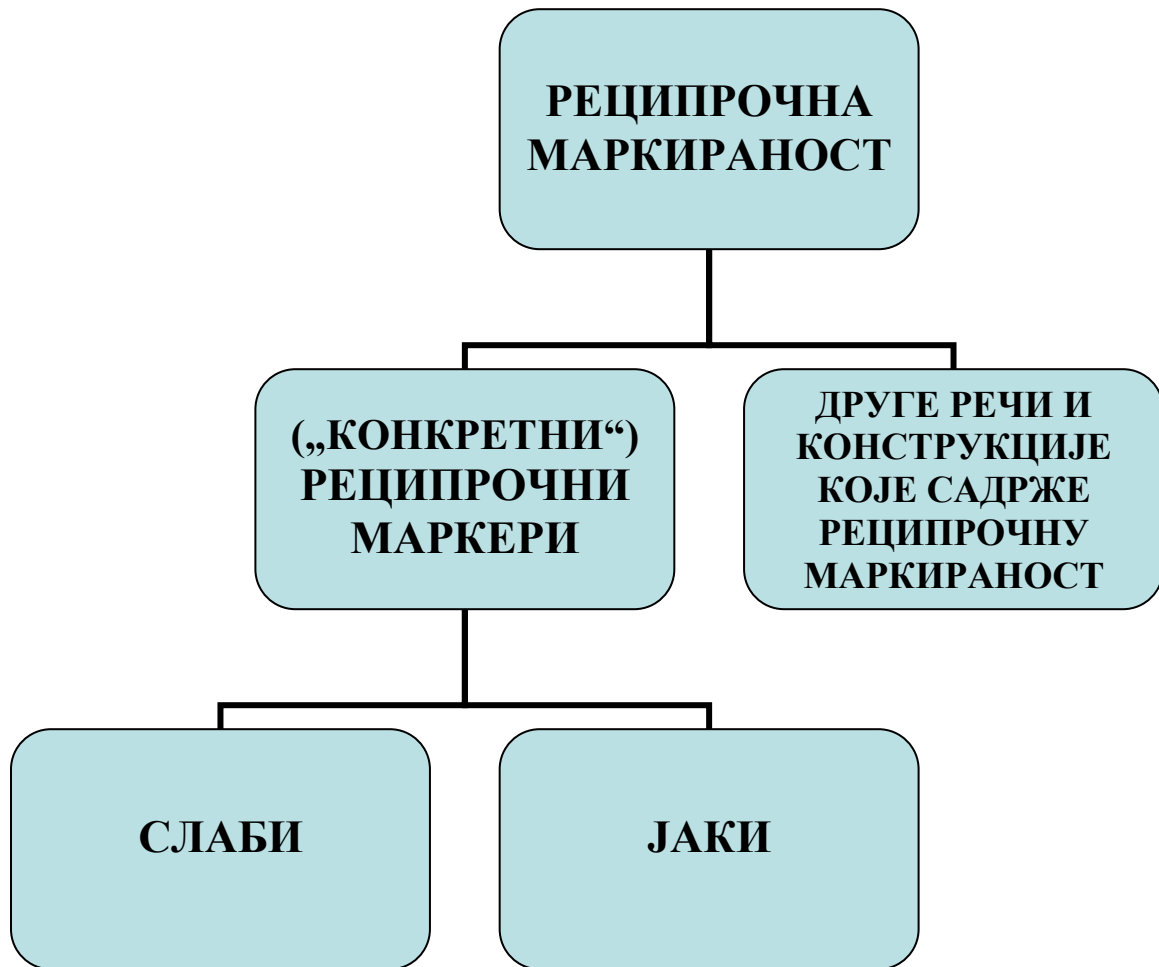 РЕЦИПРОЧНА
МАРКИРАНОСТ
(„КОНКРЕТНИ“)
РЕЦИПРОЧНИ
МАРКЕРИ
ДРУГЕ РЕЧИ И
КОНСТРУКЦИЈЕ
КОЈЕ САДРЖЕ
РЕЦИПРОЧНУ
МАРКИРАНОСТ
СЛАБИ
ЈАКИ